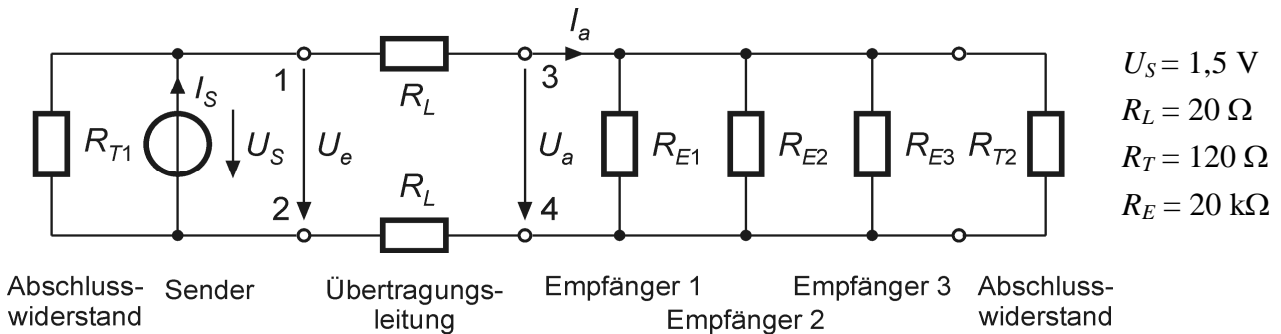 I_a
1
3
R_L
I_S
R_T1
U_S
U_e
U_a
R_E1
R_E2
R_E3
R_T2
R_L
2
4
U_S = 1,5 V
R_L = 20 Ω
R_T = 120 Ω
R_E = 20 kΩ
Abschluss-
widerstand
Sender
Übertragungs-
leitung
Empfänger 1
Empfänger 2
Empfänger 3
Abschluss-
widerstand